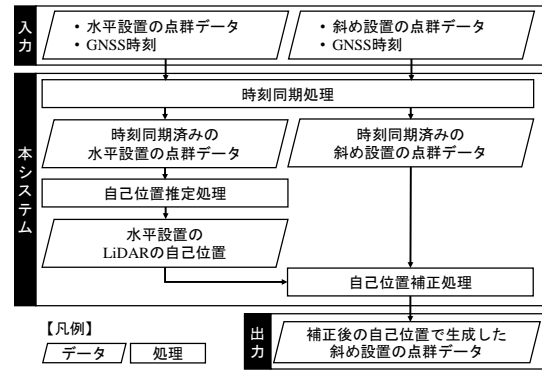 入力
・ 水平設置の点群データ
・ GNSS時刻
・ 斜め設置の点群データ
・ GNSS時刻
本システム
時刻同期処理
時刻同期済みの
水平設置の点群データ
時刻同期済みの
斜め設置の点群データ
自己位置推定処理
水平設置の
LiDARの自己位置
自己位置補正処理
【凡例】
データ
処理
出力
補正後の自己位置で生成した
斜め設置の点群データ